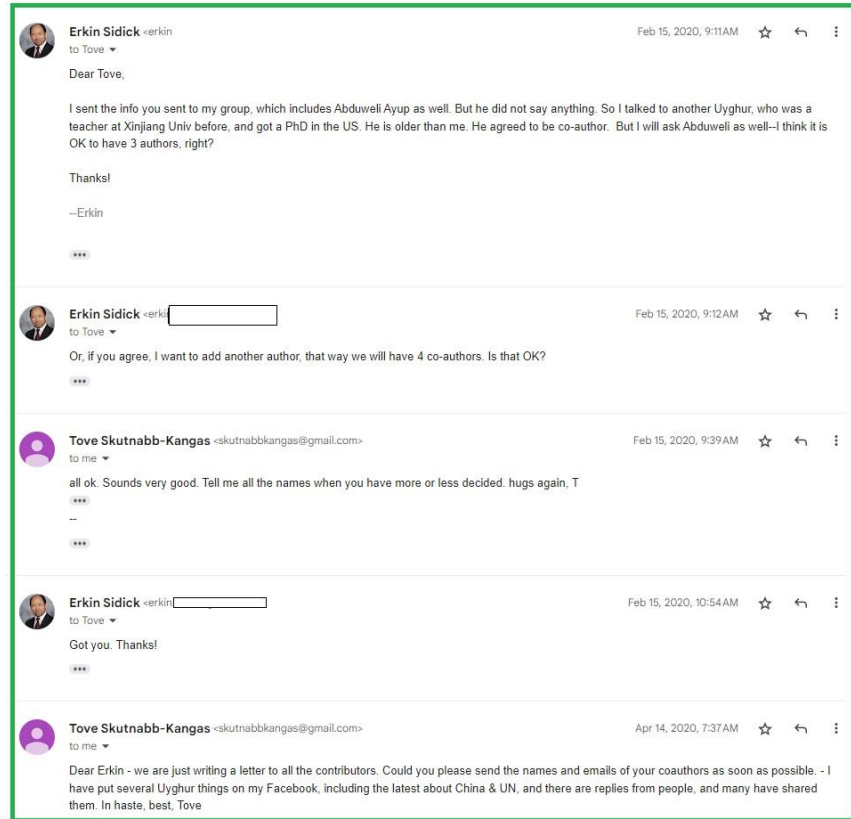 Erkin Sidick <erkin
Feb 15, 2020, 9:11 AM
to Tove
Dear Tove,
I sent the info you sent to my group, which includes Abduweli Ayup as well. But he did not say anything. So I talked to another Uyghur, who was a
teacher at Xinjiang Univ before, and got a PhD in the US. He is older than me. He agreed to be co-author.  But I will ask Abduweli as well--I think it is
OK to have 3 authors, right?
Thanks!
--Erkin
Erkin Sidick <erki
Feb 15, 2020, 9:12 AM
to Tove
Or, if you agree, I want to add another author, that way we will have 4 co-authors. Is that OK?
Tove Skutnabb-Kangas <skutnabbkangas@gmail.com>
Feb 15, 2020, 9:39 AM
to me
all ok. Sounds very good. Tell me all the names when you have more or less decided. hugs again, T
--
Erkin Sidick <erkin
Feb 15, 2020, 10:54 AM
to Tove
Got you. Thanks!
Tove Skutnabb-Kangas <skutnabbkangas@gmail.com>
Apr 14, 2020, 7:37 AM
to me
Dear Erkin - we are just writing a letter to all the contributors. Could you please send the names and emails of your coauthors as soon as possible. - I
have put several Uyghur things on my Facebook, including the latest about China & UN, and there are replies from people, and many have shared
them. In haste, best, Tove